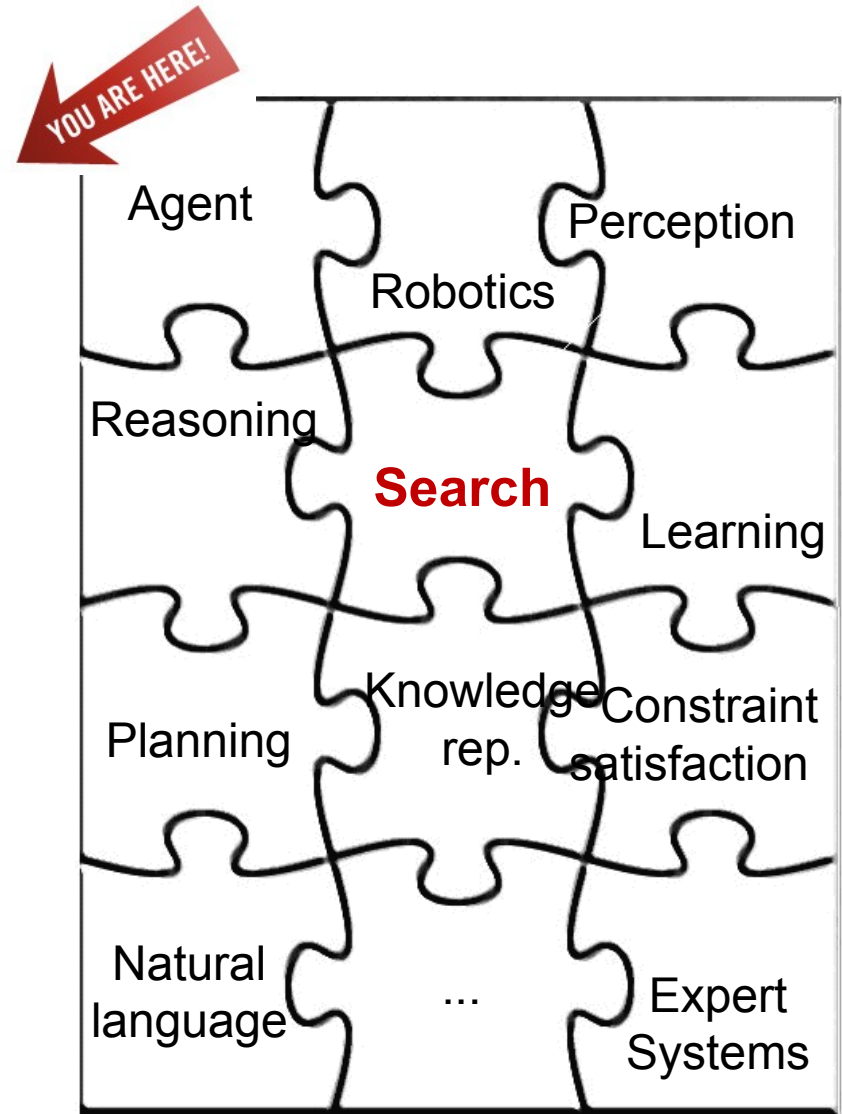 YOU ARE HERE!
Agent
Perception
Robotics
Reasoning
Search
Learning
Knowledge
rep.
Constraint
satisfaction
Planning
Natural
language
...
Expert
Systems